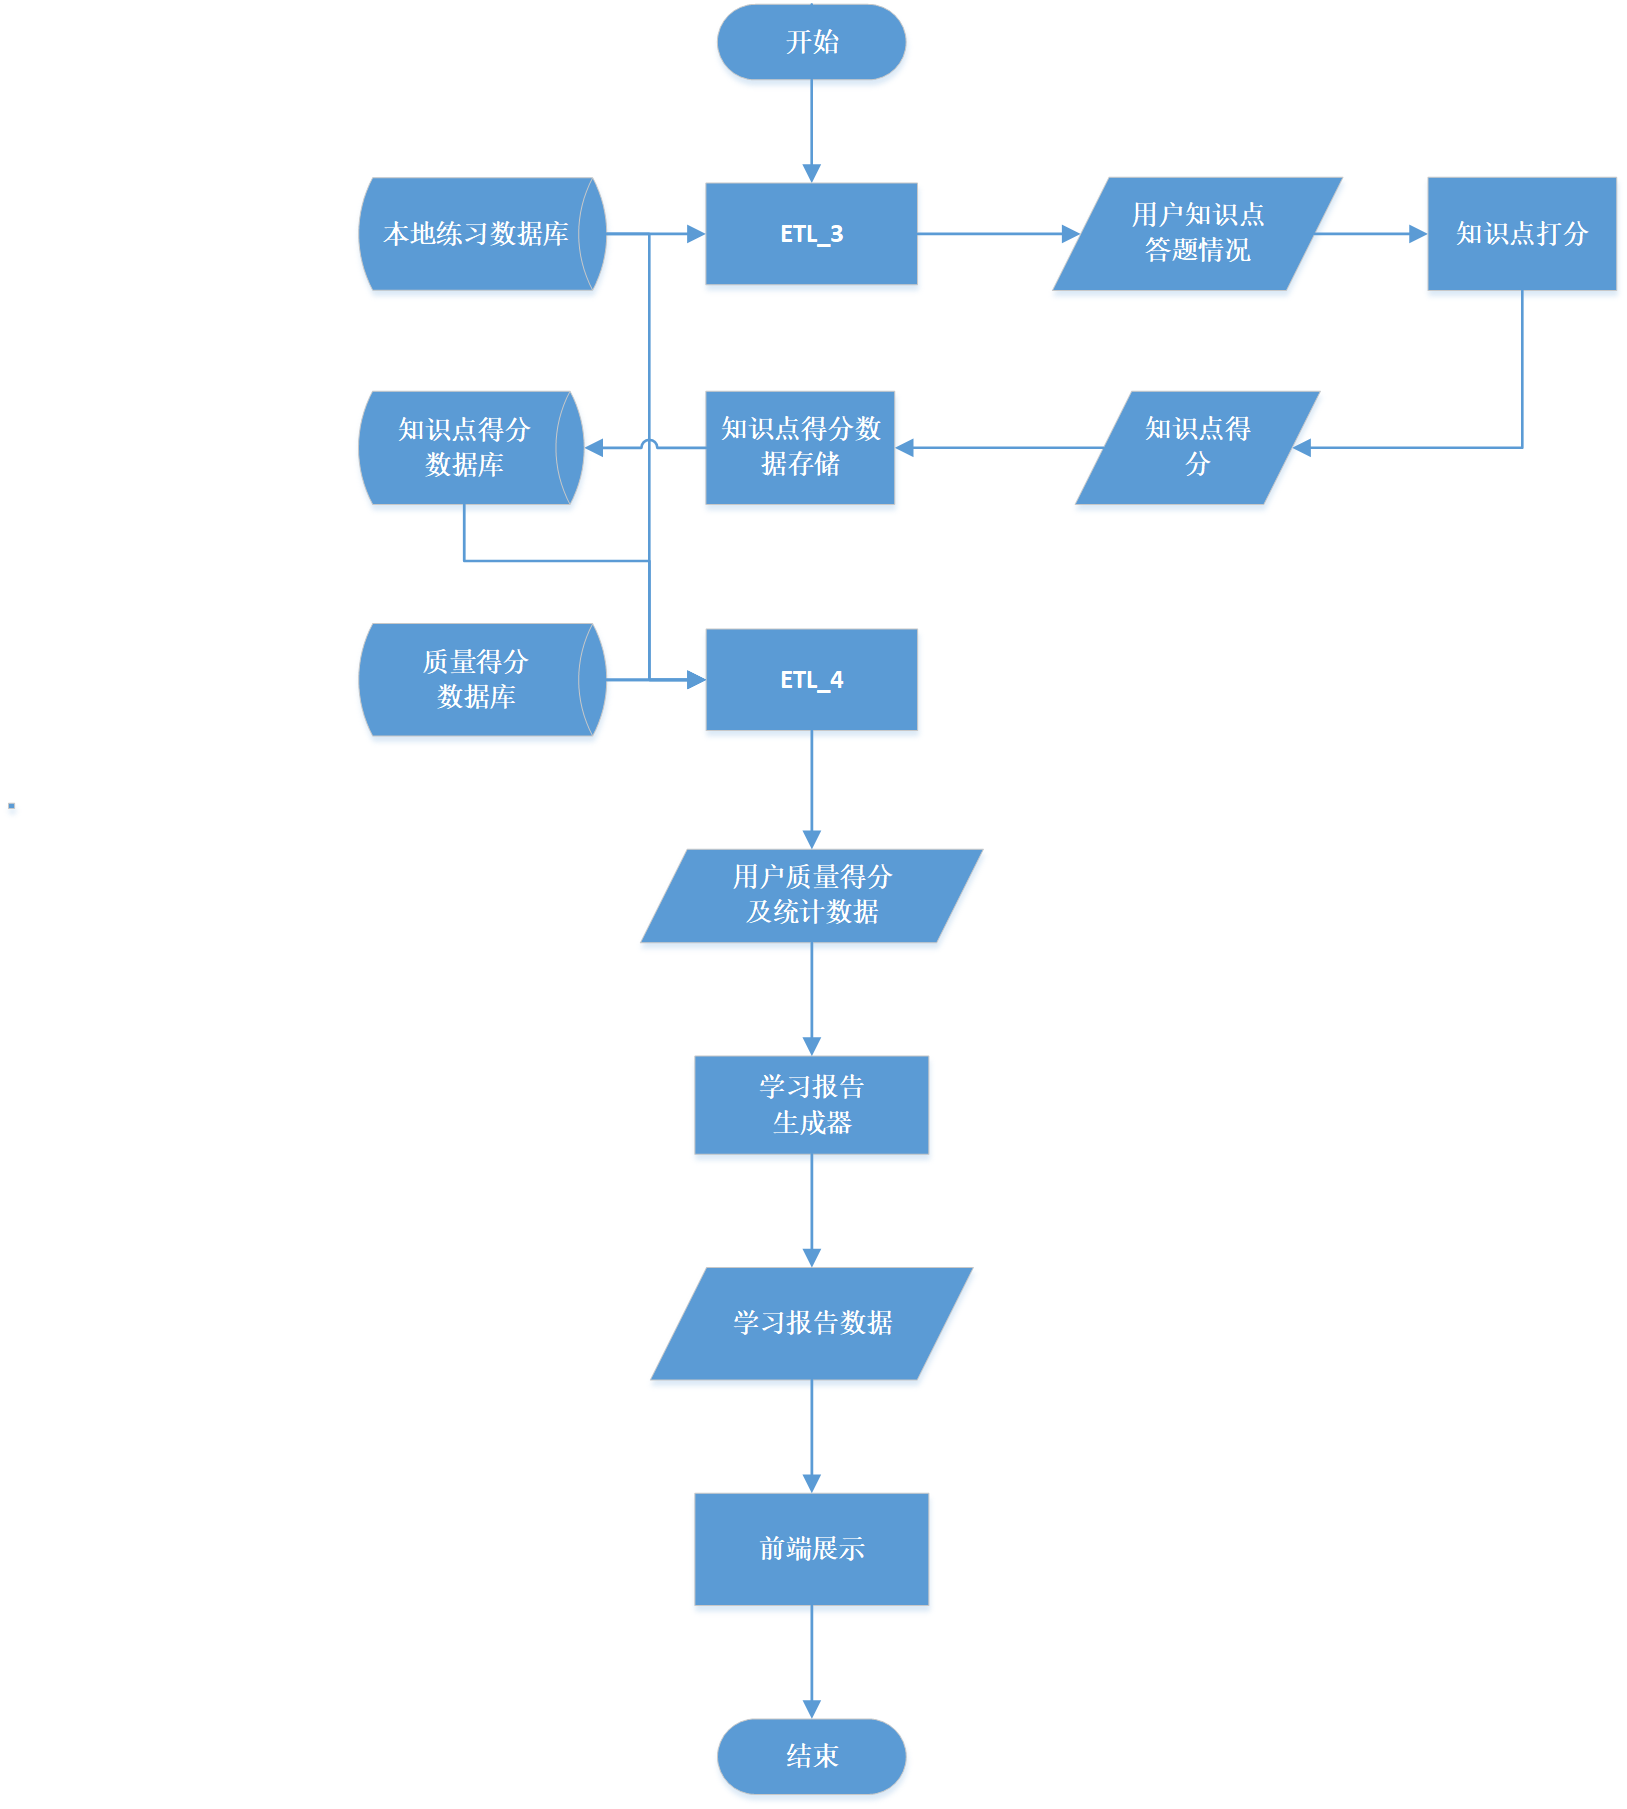 开始
本地练习数据库
ETL_3
用户知识点
答题情况
知识点打分
知识点得分
数据库
知识点得分数
据存储
知识点得
分
质量得分
数据库
ETL_4
用户质量得分
及统计数据
学习报告
生成器
学习报告数据
前端展示
结束